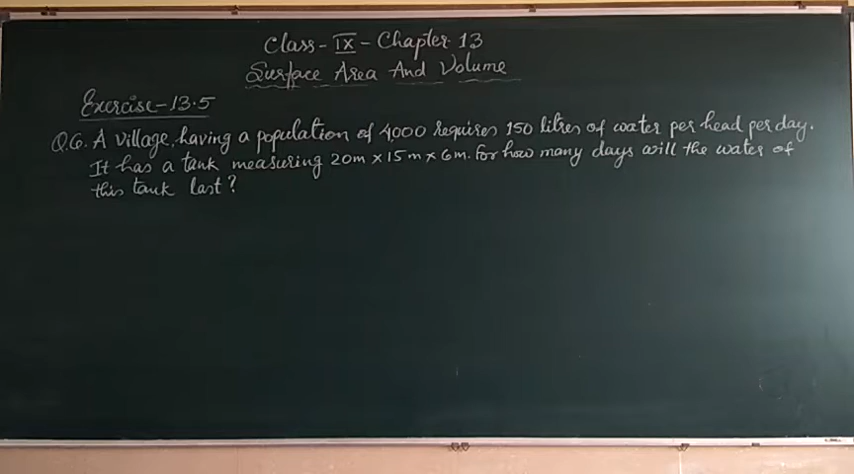 Class - IX - Chapter 13
Surface Area And Volume
Exercise - 13.5
Q.6. A village, having a population of 4000 requires 150 litres of water per head per day.
It has a tank measuring 20m x 15m x 6m. For how many days will the water of
this tank last?